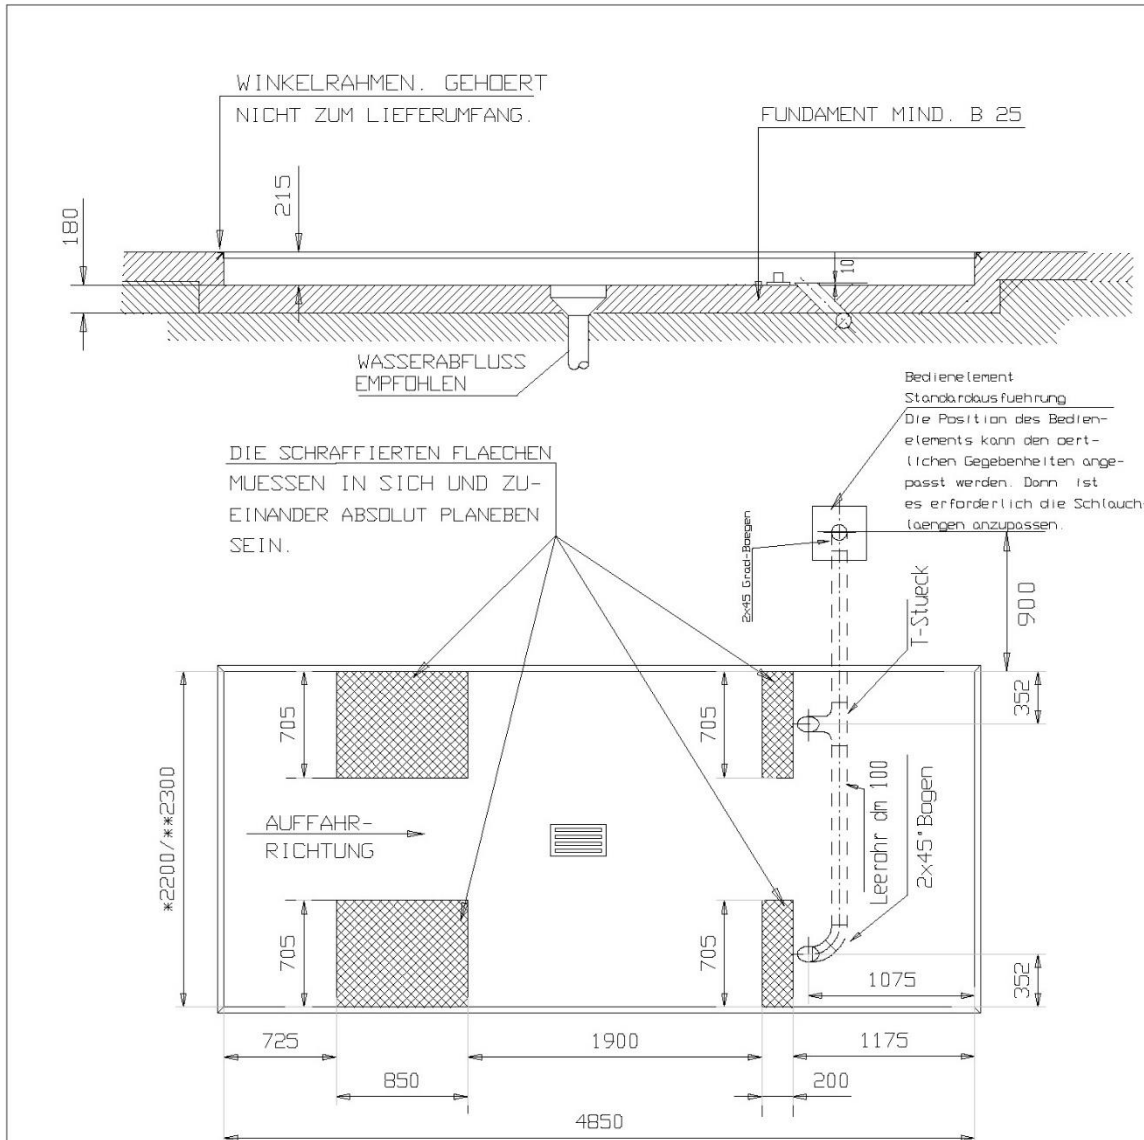 WINKELRAHMEN. GEHOERT
NICHT ZUM LIEFERUMFANG.
FUNDAMENT MIND. B 25
215
180
10
WASSERABFLUSS
EMPFOHLEN
Bedienelement
Standardausfuehrung
Die Position des Bedien-
elements kann den oert-
lichen Gegebenheiten ange-
passt werden. Dann ist
es erforderlich die Schlauch-
laengen anzupassen.
DIE SCHRAFFIERTEN FLAECHEN
MUESSEN IN SICH UND ZU-
EINANDER ABSOLUT PLANEBEN
SEIN.
2x45 Grad-Boegen
900
T-Stueck
352
705
705
*2200/**2300
AUFFAHR-
RICHTUNG
Leerohr dm 100
2x45°Bogen
705
705
352
1075
725
1900
1175
850
200
4850